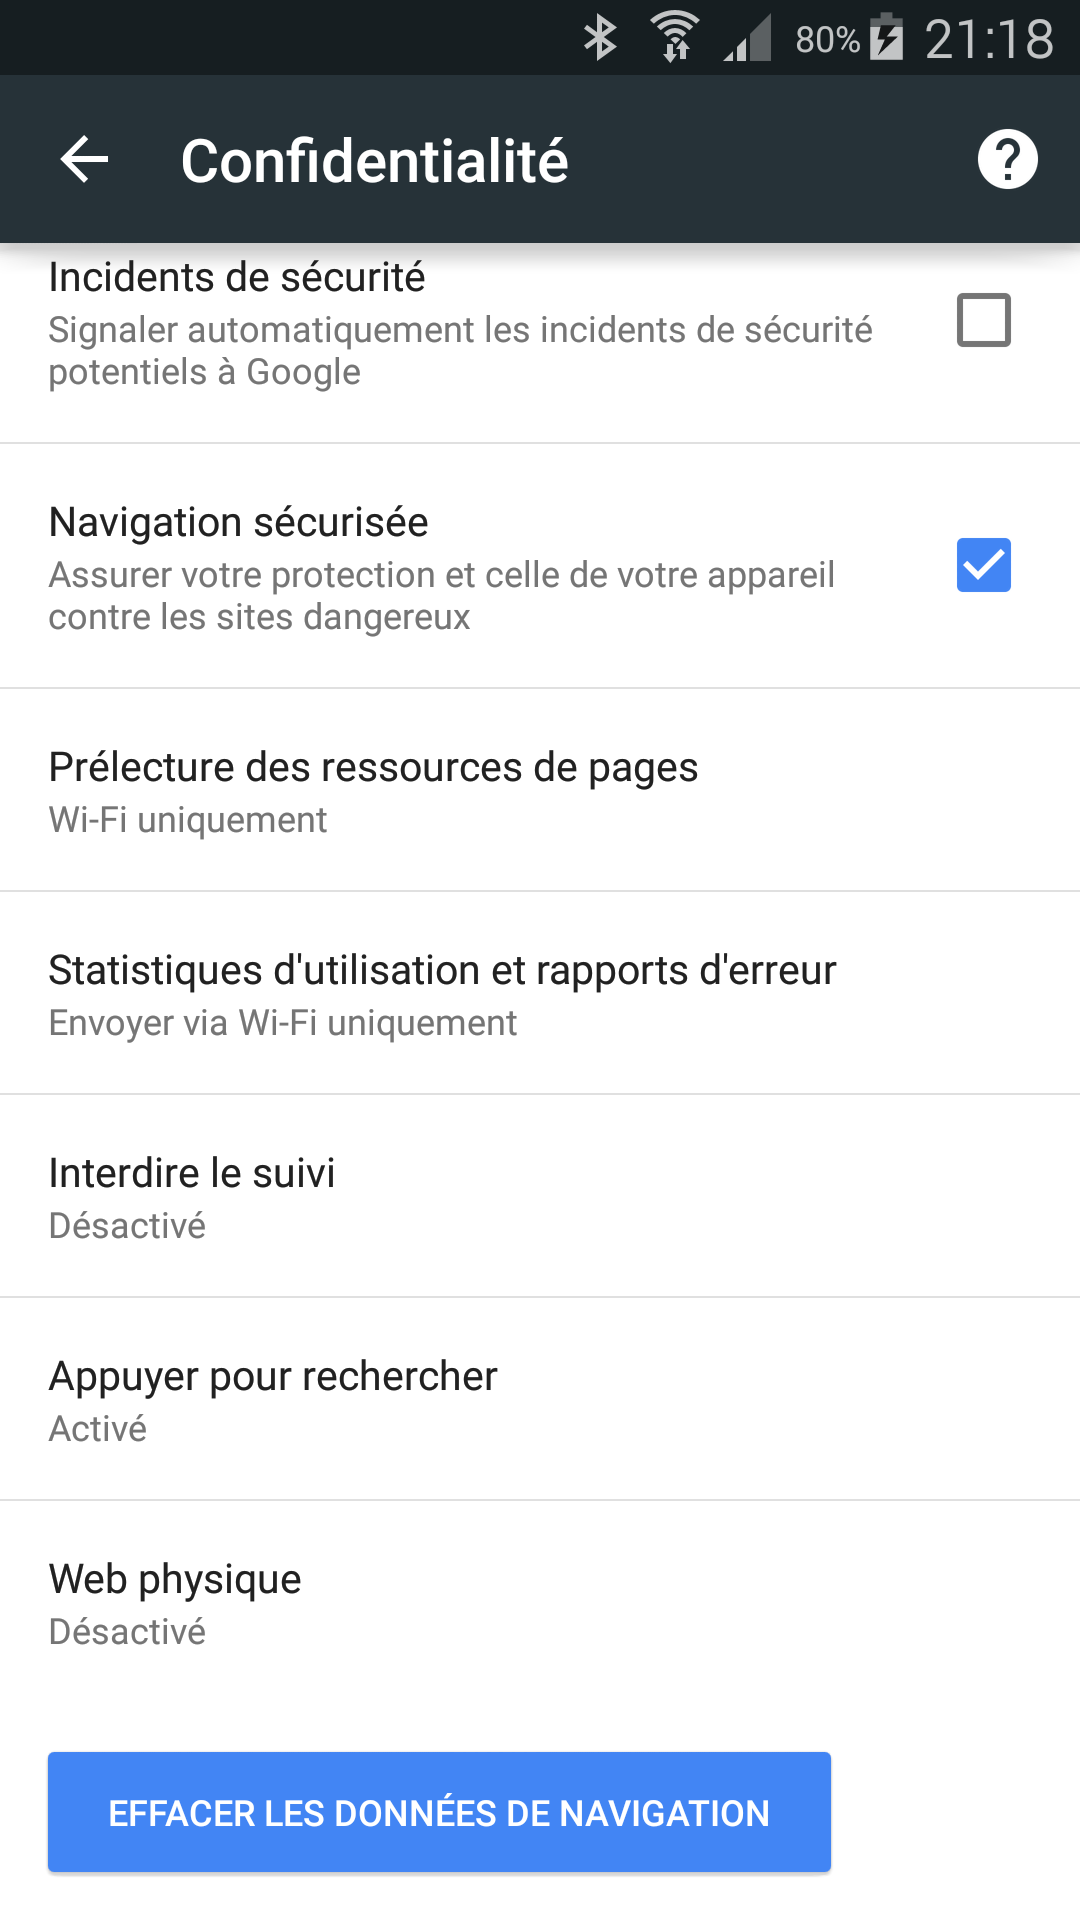 80% 21:18
Confidentialité
Incidents de sécurité
Signaler automatiquement les incidents de sécurité
potentiels à Google
Navigation sécurisée
Assurer votre protection et celle de votre appareil
contre les sites dangereux
Prélecture des ressources de pages
Wi-Fi uniquement
Statistiques d'utilisation et rapports d'erreur
Envoyer via Wi-Fi uniquement
Interdire le suivi
Désactivé
Appuyer pour rechercher
Activé
Web physique
Désactivé
EFFACER LES DONNÉES DE NAVIGATION